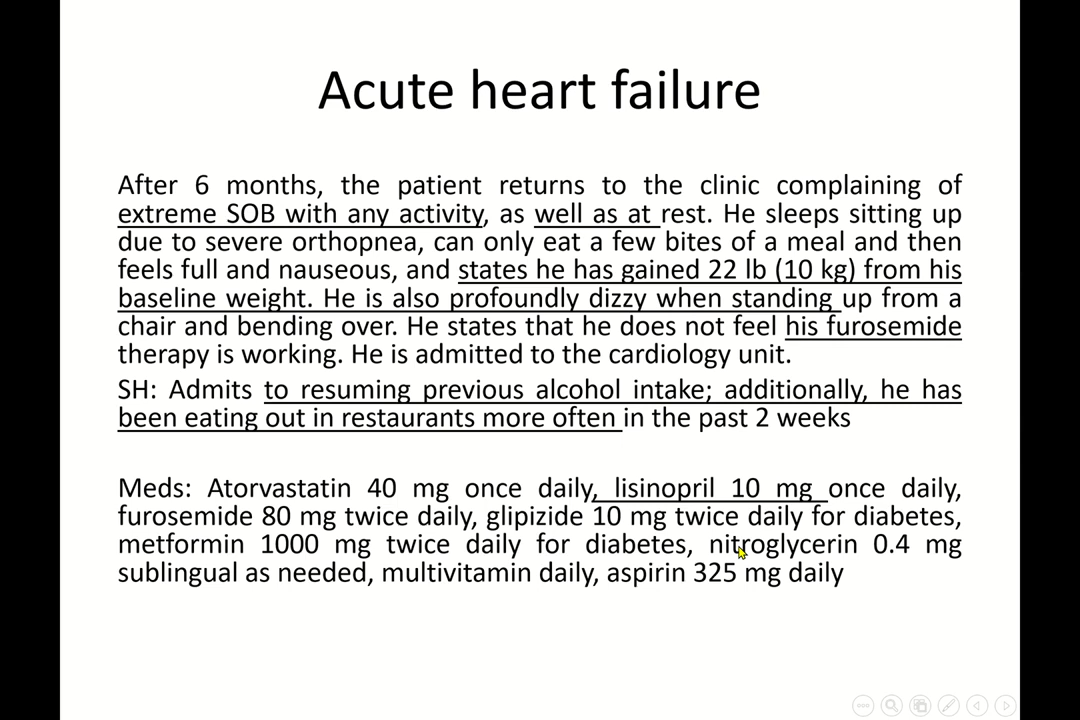 Acute heart failure
After 6 months, the patient returns to the clinic complaining of
extreme SOB with any activity, as well as at rest. He sleeps sitting up
due to severe orthopnea, can only eat a few bites of a meal and then
feels full and nauseous, and states he has gained 22 lb (10 kg) from his
baseline weight. He is also profoundly dizzy when standing up from a
chair and bending over. He states that he does not feel his furosemide
therapy is working. He is admitted to the cardiology unit.
SH: Admits to resuming previous alcohol intake; additionally, he has
been eating out in restaurants more often in the past 2 weeks
Meds: Atorvastatin 40 mg once daily, lisinopril 10 mg once daily,
furosemide 80 mg twice daily, glipizide 10 mg twice daily for diabetes,
metformin 1000 mg twice daily for diabetes, nitroglycerin 0.4 mg
sublingual as needed, multivitamin daily, aspirin 325 mg daily